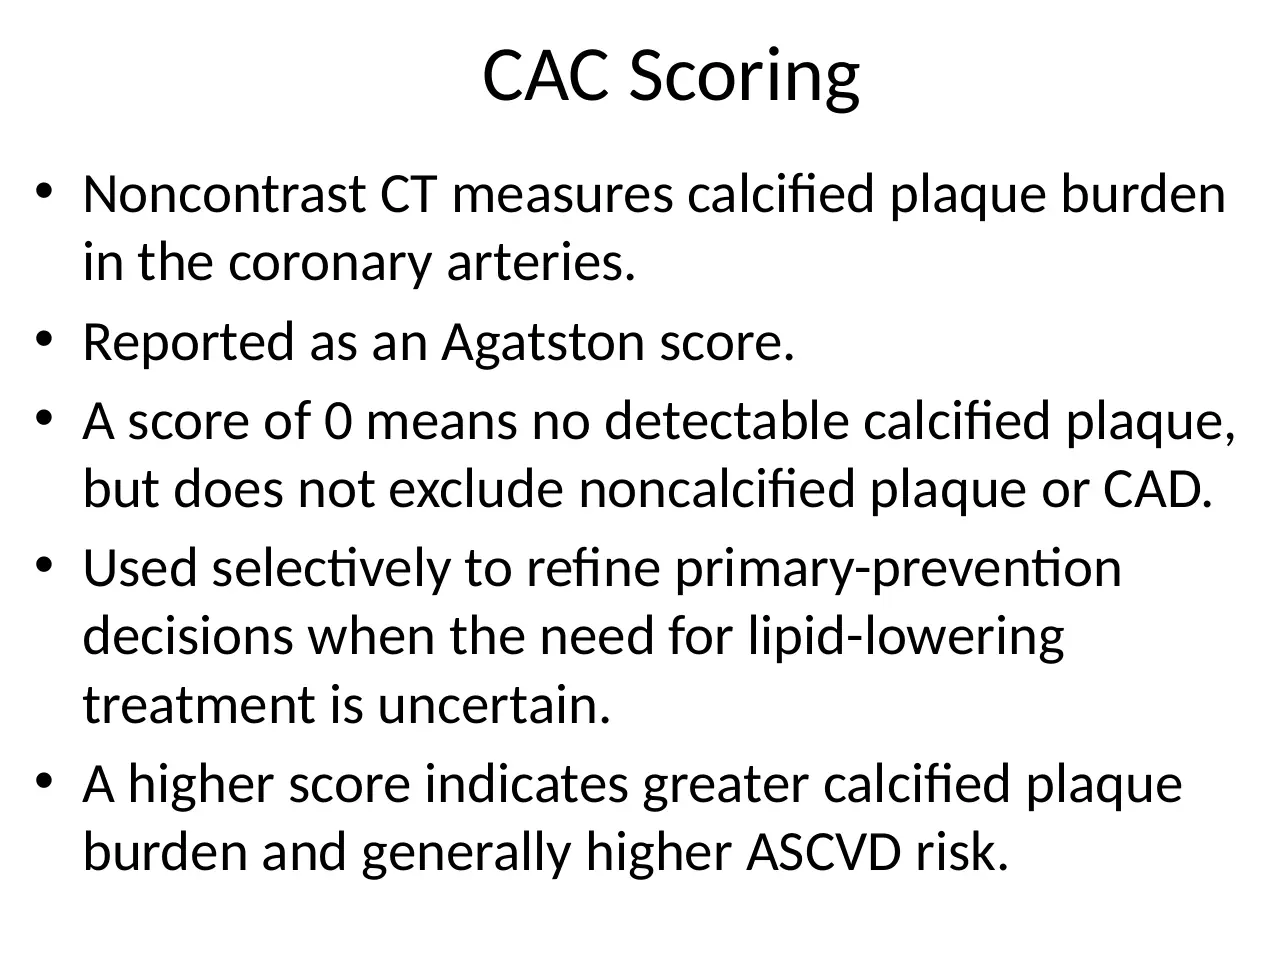 CAC Scoring
• Noncontrast CT measures calcified plaque burden
in the coronary arteries.
• Reported as an Agatston score.
• A score of 0 means no detectable calcified plaque,
but does not exclude noncalcified plaque or CAD.
• Used selectively to refine primary-prevention
decisions when the need for lipid-lowering
treatment is uncertain.
• A higher score indicates greater calcified plaque
burden and generally higher ASCVD risk.